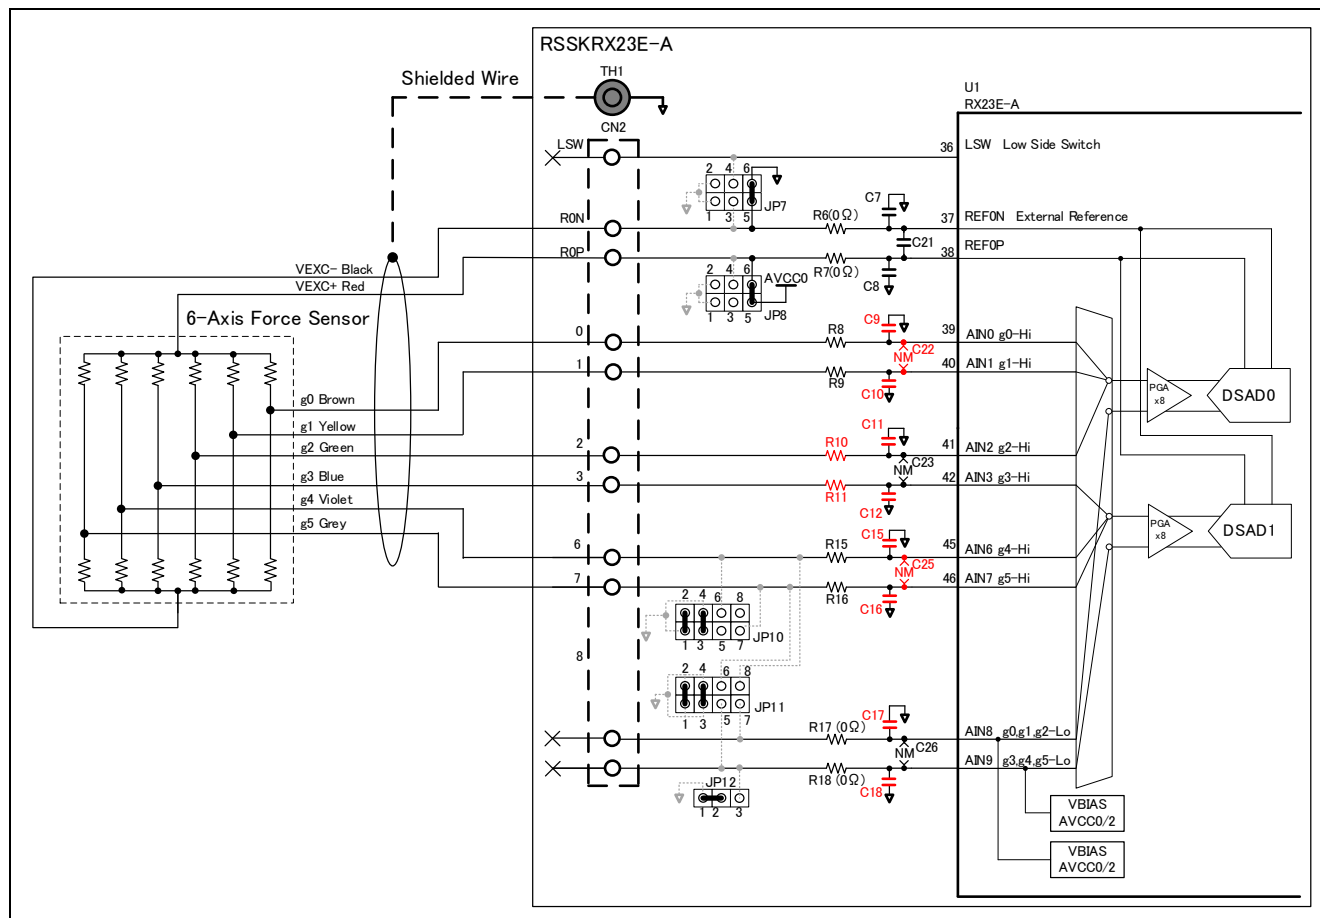 RSSKRX23E-A
TH1
Shielded Wire
CN2
U1
RX23E-A
LSW
36
LSW Low Side Switch
2 4 6
1 3 5
JP7
C7
R0N
R6(0Ω)
37
REF0N External Reference
C21
R0P
R7(0Ω)
38
REF0P
C8
VEXC- Black
VEXC+ Red
2 4 6
AVCC0
1 3 5
JP8
6-Axis Force Sensor
0
R8
C9
39
AIN0 g0-Hi
NM
C22
1
R9
40
AIN1 g1-Hi
C10
PGA
x8
DSAD0
g0 Brown
g1 Yellow
g2 Green
2
R10
C11
41
AIN2 g2-Hi
NM
C23
g3 Blue
3
R11
42
AIN3 g3-Hi
C12
g4 Violet
g5 Grey
PGA
x8
DSAD1
6
R15
C15
45
AIN6 g4-Hi
NM
C25
7
R16
46
AIN7 g5-Hi
C16
2 4 6 8
1 3 5 7
JP10
8
2 4 6 8
1 3 5 7
JP11
R17 (0Ω)
C17
AIN8 g0,g1,g2-Lo
NM
C26
R18 (0Ω)
AIN9 g3,g4,g5-Lo
C18
JP12
1 2 3
VBIAS
AVCC0/2
VBIAS
AVCC0/2